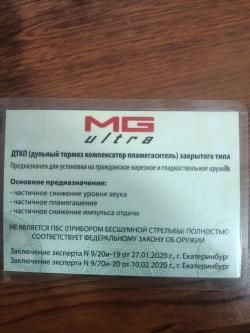 MG
ultra
ДТКП (дульный тормоз компенсатор пламегаситель) закрытого типа
Предназначен для установки на гражданское нарезное и гладкоствольное оружие
Основное предназначение:
- частичное снижение уровня звука
- частичное пламягашение
- частичное снижение импульса отдачи
НЕ ЯВЛЯЕТСЯ ПБС (ПРИБОРОМ БЕСШУМНОЙ СТРЕЛЬБЫ) ПОЛНОСТЬЮ
СООТВЕТСТВУЕТ ФЕДЕРАЛЬНОМУ ЗАКОНУ ОБ ОРУЖИИ
Заключение эксперта N 9/20и-19 от 27.01.2020 г., г. Екатеринбург
Заключение эксперта N 9/70и-20 от 10.02.2020 г., г. Екатеринбург